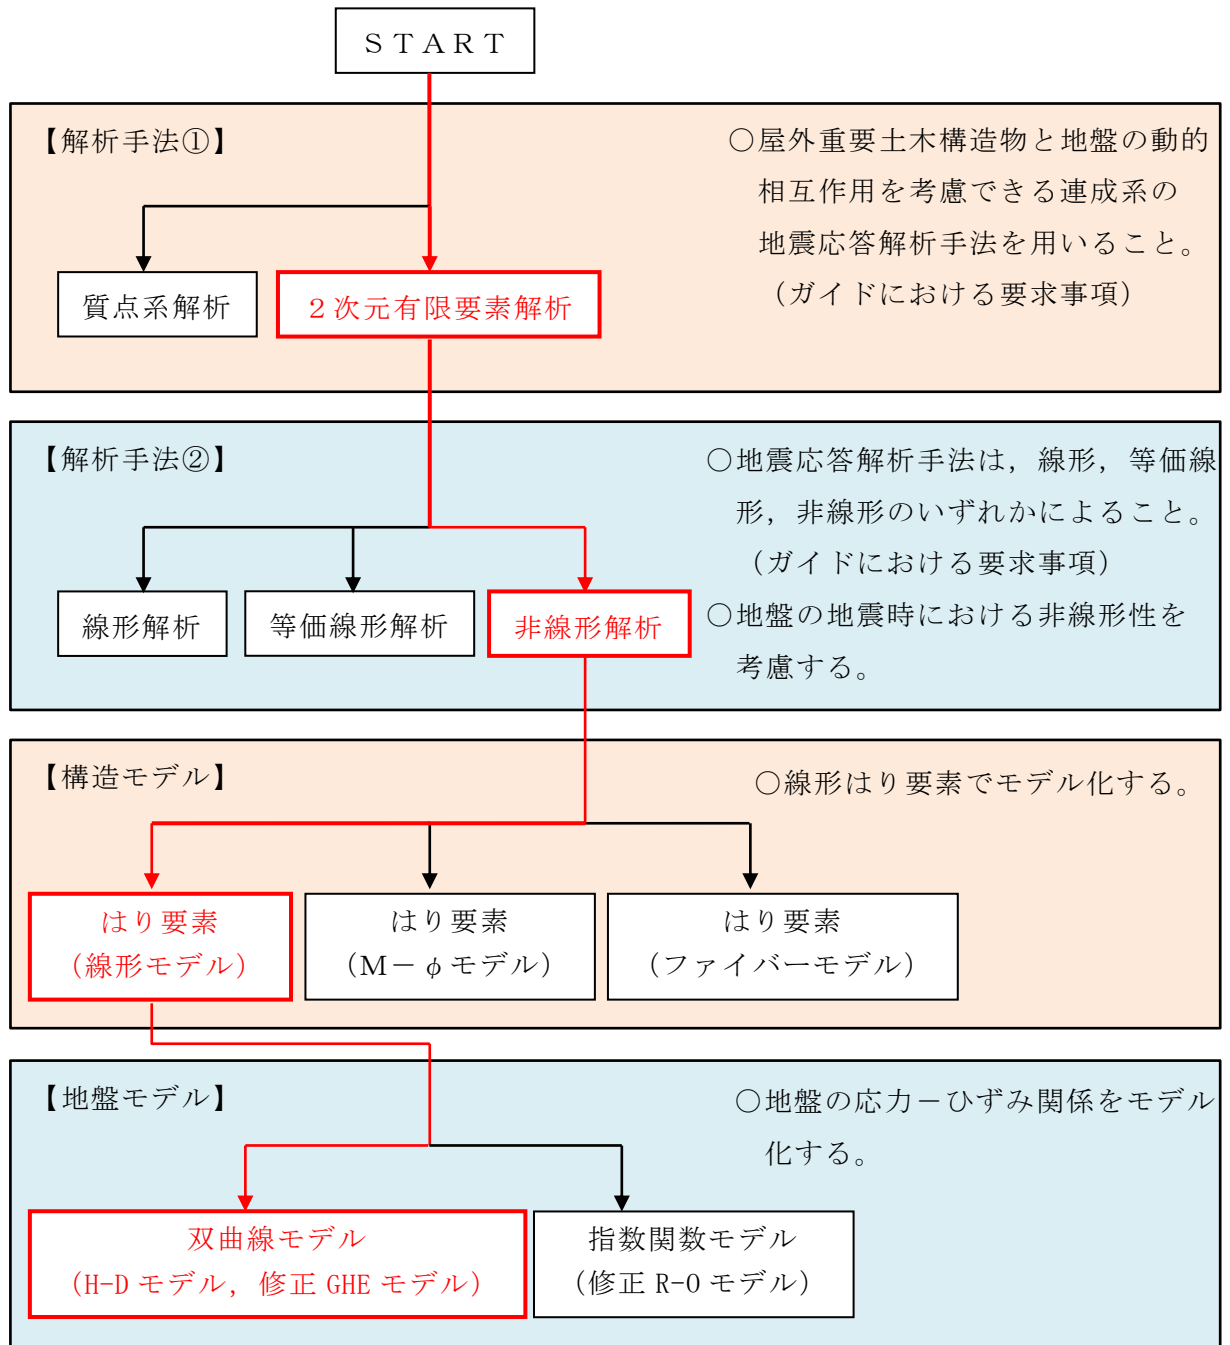 START
【解析手法①】
○屋外重要土木構造物と地盤の動的
相互作用を考慮できる連成系の
地震応答解析手法を用いること。
（ガイドにおける要求事項）
質点系解析
２次元有限要素解析
【解析手法②】
○地震応答解析手法は，線形，等価線
形，非線形のいずれかによること。
（ガイドにおける要求事項）
○地盤の地震時における非線形性を
考慮する。
線形解析
等価線形解析
非線形解析
【構造モデル】
○線形はり要素でモデル化する。
はり要素
（線形モデル）
はり要素
（Ｍ－φモデル）
はり要素
（ファイバーモデル）
【地盤モデル】
○地盤の応力－ひずみ関係をモデル
化する。
双曲線モデル
（H-D モデル，修正 GHE モデル）
指数関数モデル
（修正 R-O モデル）